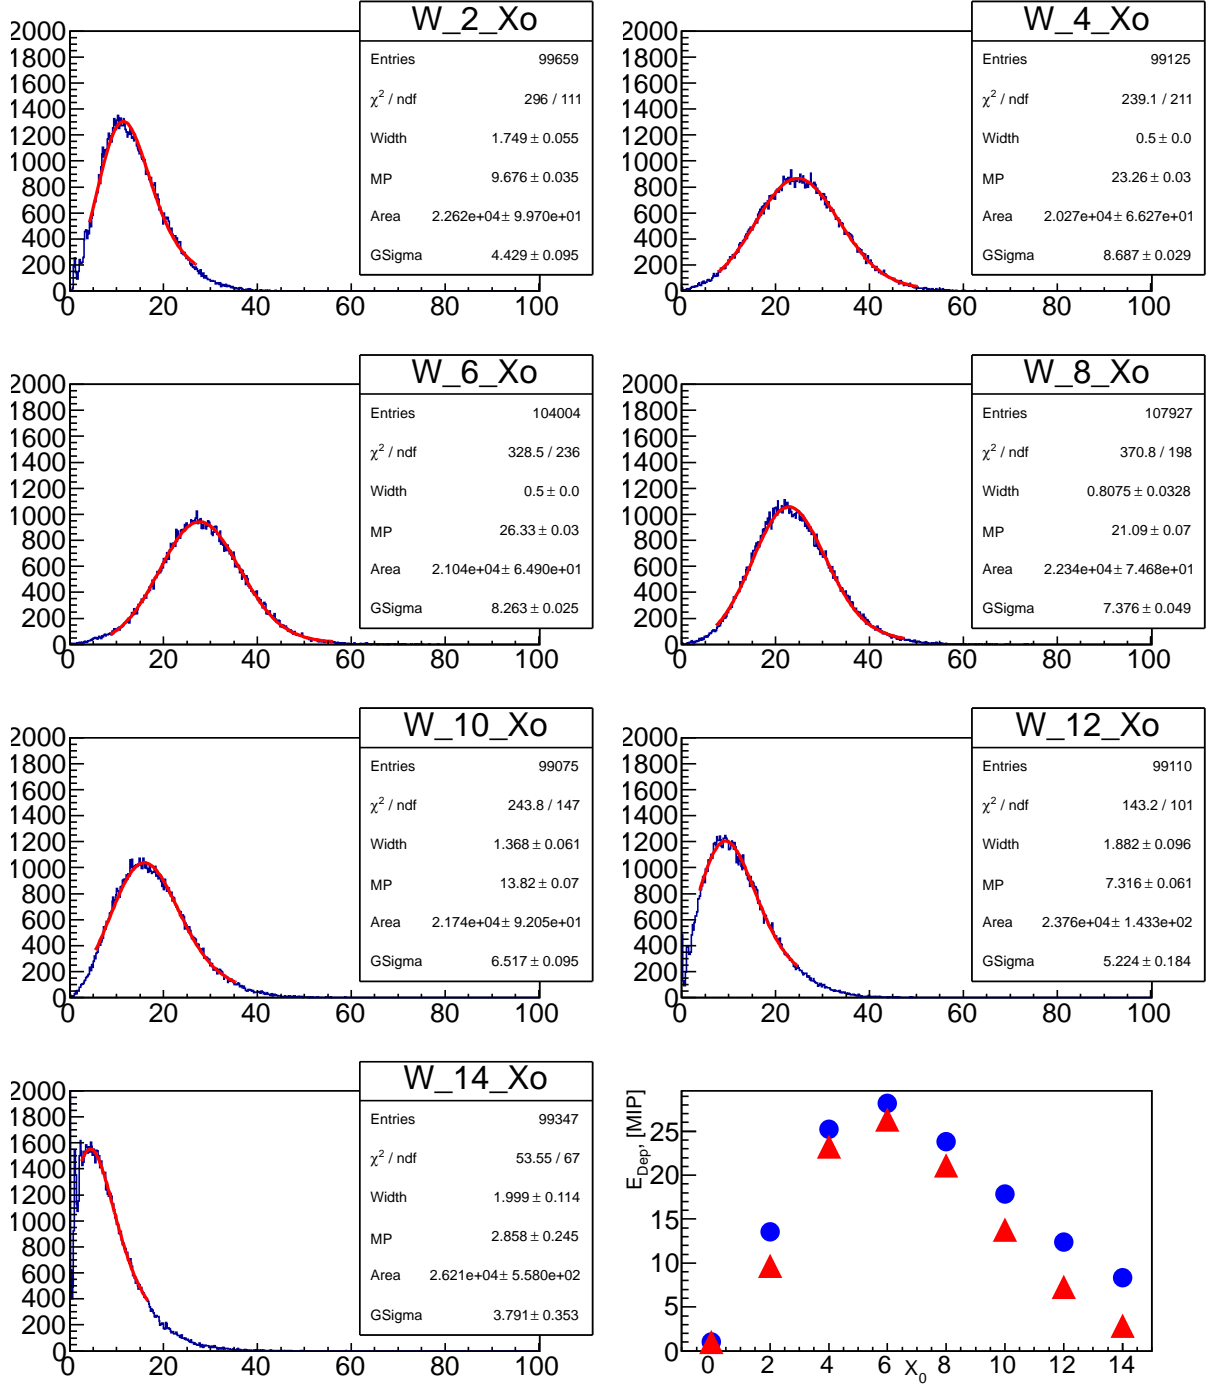 W_2_Xo
Entries 99659
χ² / ndf 296 / 111
Width 1.749 ± 0.055
MP 9.676 ± 0.035
Area 2.262e+04 ± 9.970e+01
GSigma 4.429 ± 0.095
2000
1800
1600
1400
1200
1000
800
600
400
200
0
0 20 40 60 80 100
W_4_Xo
Entries 99125
χ² / ndf 239.1 / 211
Width 0.5 ± 0.0
MP 23.26 ± 0.03
Area 2.027e+04 ± 6.627e+01
GSigma 8.687 ± 0.029
2000
1800
1600
1400
1200
1000
800
600
400
200
0
0 20 40 60 80 100
W_6_Xo
Entries 104004
χ² / ndf 328.5 / 236
Width 0.5 ± 0.0
MP 26.33 ± 0.03
Area 2.104e+04 ± 6.490e+01
GSigma 8.263 ± 0.025
2000
1800
1600
1400
1200
1000
800
600
400
200
0
0 20 40 60 80 100
W_8_Xo
Entries 107927
χ² / ndf 370.8 / 198
Width 0.8075 ± 0.0328
MP 21.09 ± 0.07
Area 2.234e+04 ± 7.468e+01
GSigma 7.376 ± 0.049
2000
1800
1600
1400
1200
1000
800
600
400
200
0
0 20 40 60 80 100
W_10_Xo
Entries 99075
χ² / ndf 243.8 / 147
Width 1.368 ± 0.061
MP 13.82 ± 0.07
Area 2.174e+04 ± 9.205e+01
GSigma 6.517 ± 0.095
2000
1800
1600
1400
1200
1000
800
600
400
200
0
0 20 40 60 80 100
W_12_Xo
Entries 99110
χ² / ndf 143.2 / 101
Width 1.882 ± 0.096
MP 7.316 ± 0.061
Area 2.376e+04 ± 1.433e+02
GSigma 5.224 ± 0.184
2000
1800
1600
1400
1200
1000
800
600
400
200
0
0 20 40 60 80 100
W_14_Xo
Entries 99347
χ² / ndf 53.55 / 67
Width 1.999 ± 0.114
MP 2.858 ± 0.245
Area 2.621e+04 ± 5.580e+02
GSigma 3.791 ± 0.353
2000
1800
1600
1400
1200
1000
800
600
400
200
0
0 20 40 60 80 100
E_Dep, [MIP]
25
20
15
10
5
0
0 2 4 6 8 10 12 14
X₀